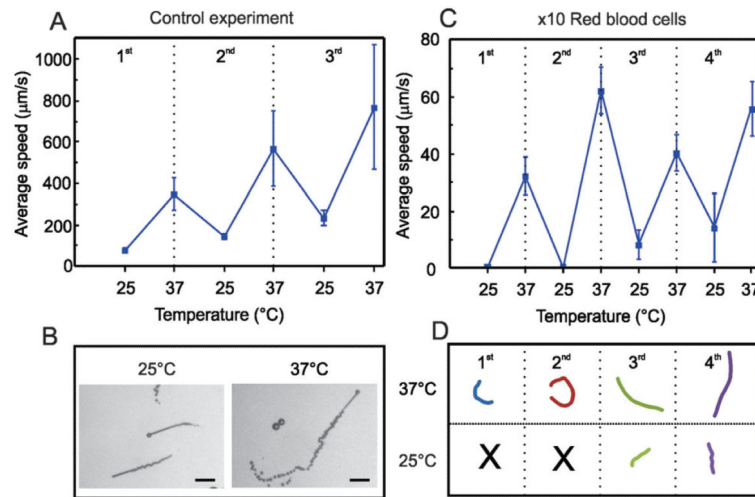 A
Control experiment
1st
2nd
3rd
Average speed (μm/s)
1000
800
600
400
200
0
25
37
25
37
25
37
Temperature (°C)
C
x10 Red blood cells
1st
2nd
3rd
4th
Average speed (μm/s)
80
60
40
20
0
25
37
25
37
25
37
25
37
Temperature (°C)
B
25°C
37°C
D
1st
2nd
3rd
4th
37°C
25°C
X
X